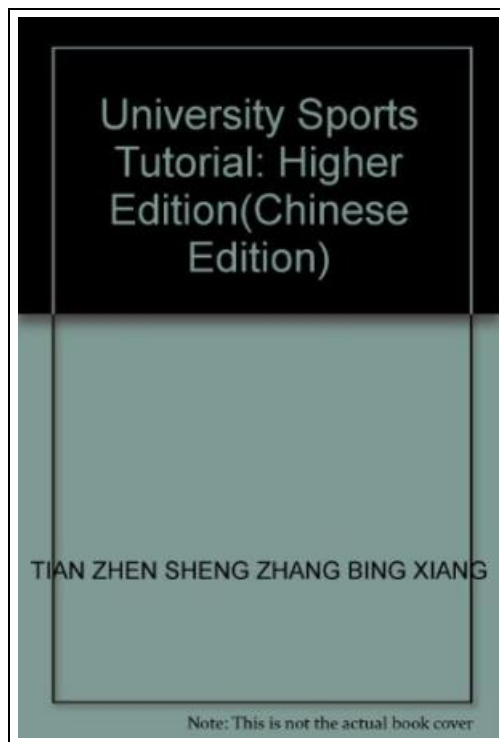 University Sports
Tutorial: Higher
Edition(Chinese
Edition)
TIAN ZHEN SHENG ZHANG BING XIANG
Note: This is not the actual book cover